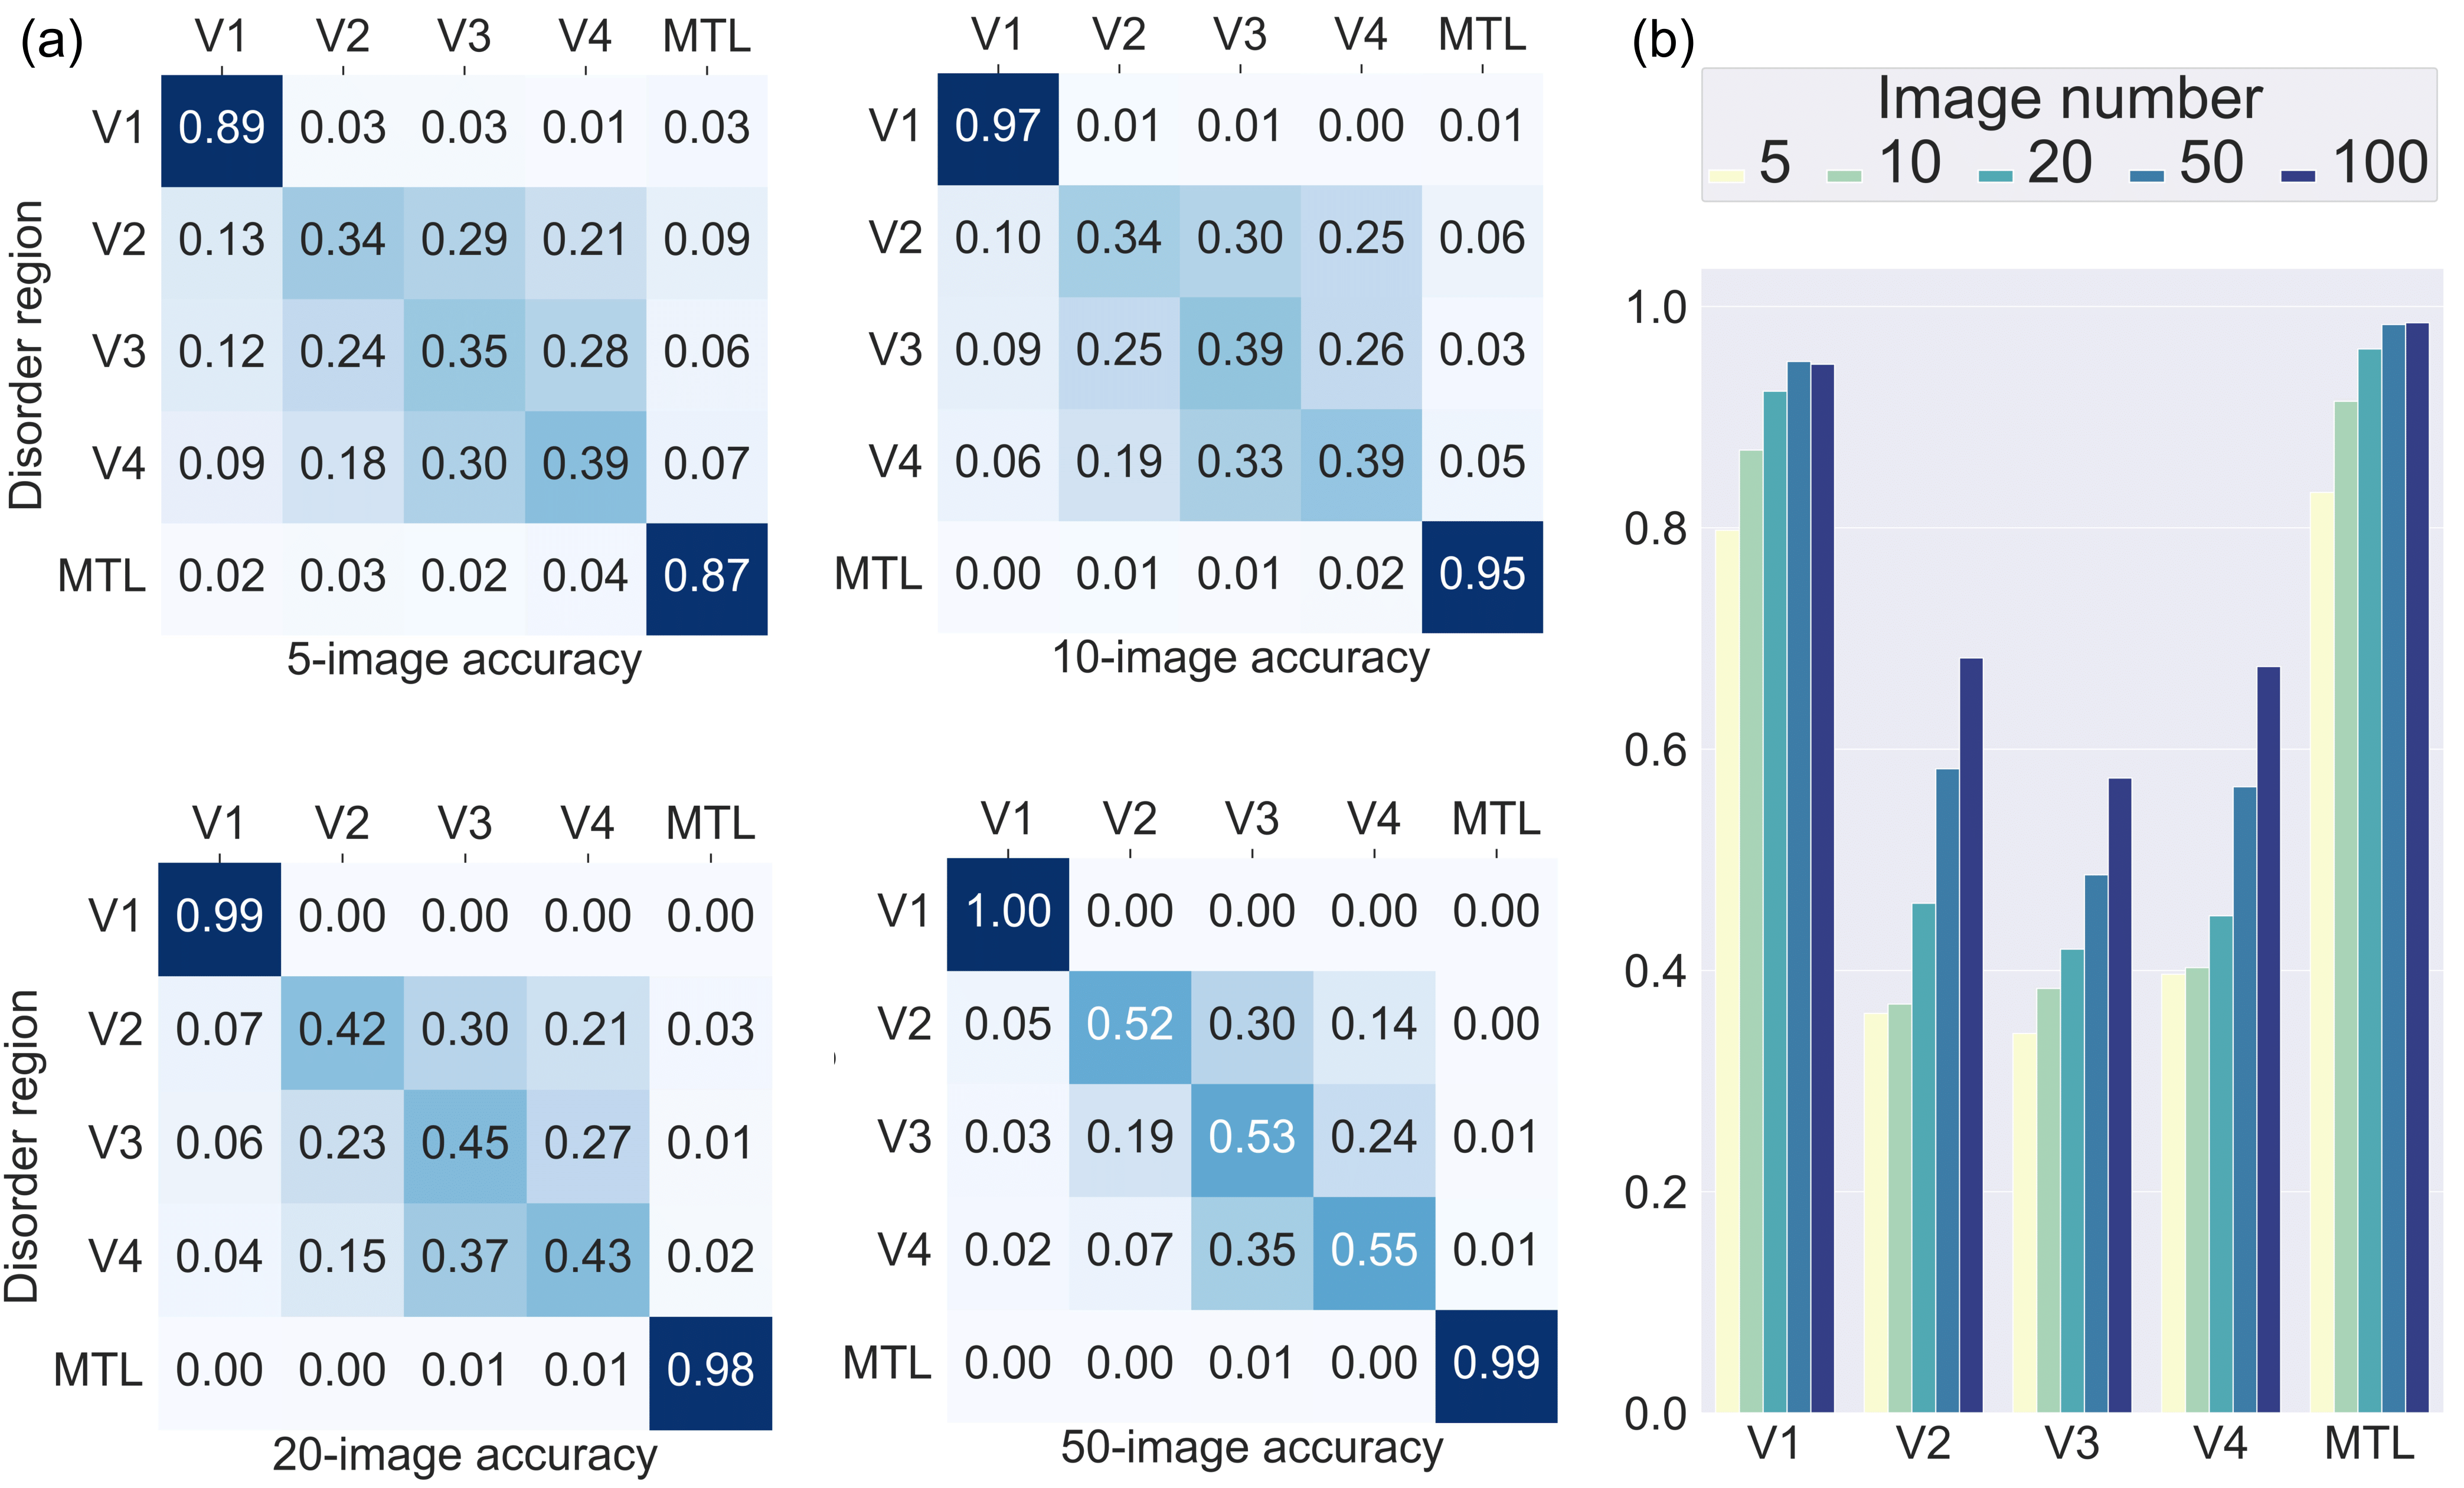 (a)
V1 V2 V3 V4 MTL
V1 0.89 0.03 0.03 0.01 0.03
V2 0.13 0.34 0.29 0.21 0.09
V3 0.12 0.24 0.35 0.28 0.06
V4 0.09 0.18 0.30 0.39 0.07
MTL 0.02 0.03 0.02 0.04 0.87
Disorder region
5-image accuracy
V1 V2 V3 V4 MTL
V1 0.97 0.01 0.01 0.00 0.01
V2 0.10 0.34 0.30 0.25 0.06
V3 0.09 0.25 0.39 0.26 0.03
V4 0.06 0.19 0.33 0.39 0.05
MTL 0.00 0.01 0.01 0.02 0.95
10-image accuracy
V1 V2 V3 V4 MTL
V1 0.99 0.00 0.00 0.00 0.00
V2 0.07 0.42 0.30 0.21 0.03
V3 0.06 0.23 0.45 0.27 0.01
V4 0.04 0.15 0.37 0.43 0.02
MTL 0.00 0.00 0.01 0.01 0.98
Disorder region
20-image accuracy
V1 V2 V3 V4 MTL
V1 1.00 0.00 0.00 0.00 0.00
V2 0.05 0.52 0.30 0.14 0.00
V3 0.03 0.19 0.53 0.24 0.01
V4 0.02 0.07 0.35 0.55 0.01
MTL 0.00 0.00 0.01 0.00 0.99
50-image accuracy
(b)
Image number
5 10 20 50 100
1.0
0.8
0.6
0.4
0.2
0.0
V1 V2 V3 V4 MTL